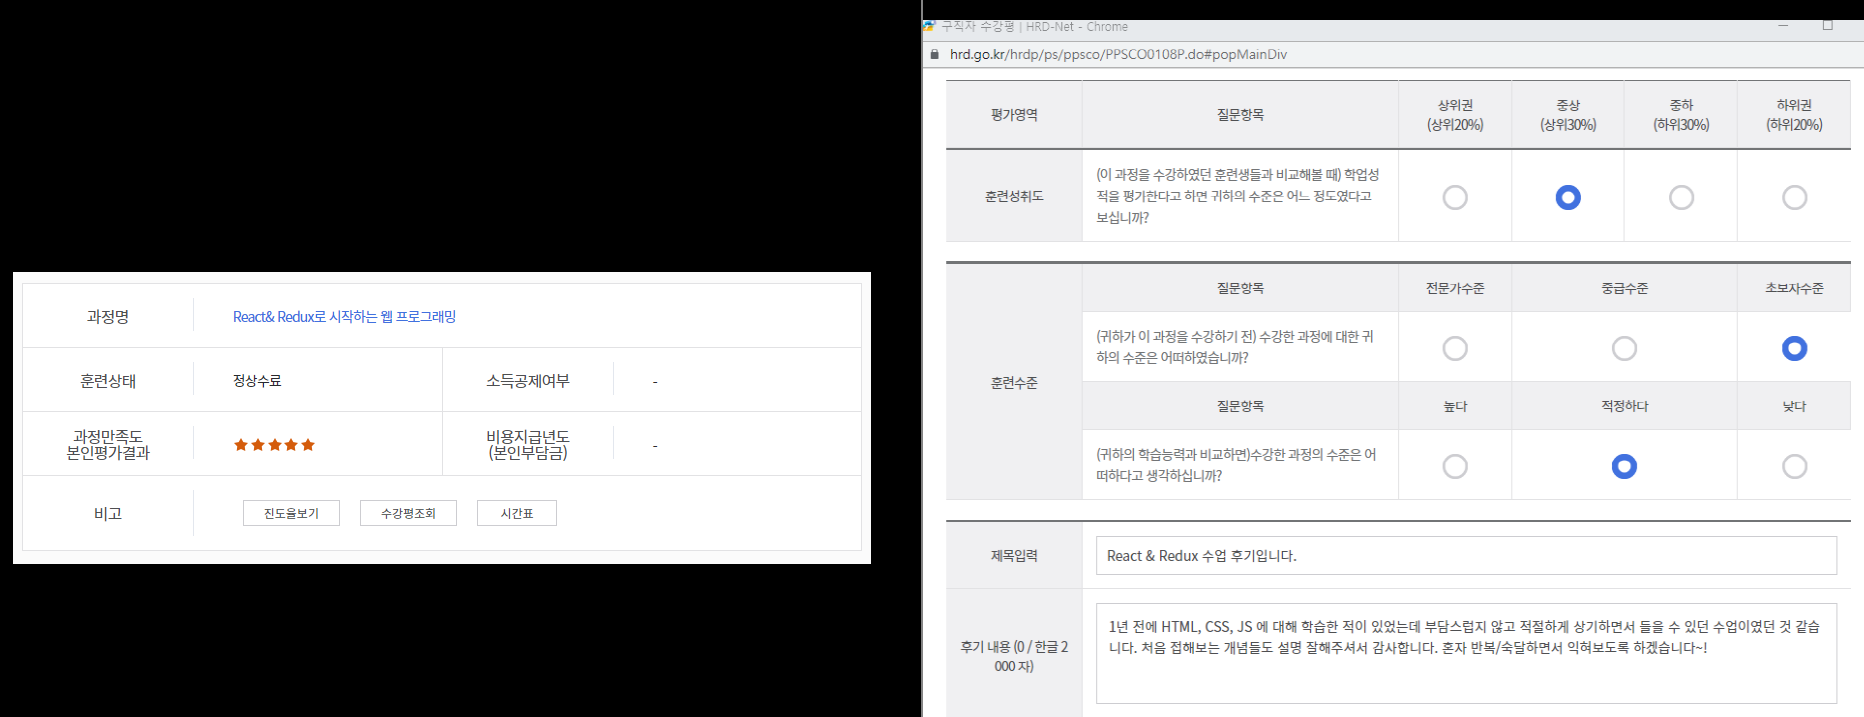 과정명
React& Redux로 시작하는 웹 프로그래밍
훈련상태
정상수료
소득공제여부
-
과정만족도
본인평가결과
비용지급년도
(본인부담금)
-
비고
진도율보기
수강평조회
시간표
구직자 수강평 | HRD-Net - Chrome
hrd.go.kr/hrdp/ps/ppsco/PPSCO0108P.do#popMainDiv
평가영역
질문항목
상위권
(상위20%)
중상
(상위30%)
중하
(하위30%)
하위권
(하위20%)
훈련성취도
(이 과정을 수강하였던 훈련생들과 비교해볼 때) 학업성
적을 평가한다고 하면 귀하의 수준은 어느 정도였다고
보십니까?
훈련수준
질문항목
전문가수준
중급수준
초보자수준
(귀하가 이 과정을 수강하기 전) 수강한 과정에 대한 귀
하의 수준은 어떠하였습니까?
질문항목
높다
적정하다
낮다
(귀하의 학습능력과 비교하면)수강한 과정의 수준은 어
떠하다고 생각하십니까?
제목입력
React & Redux 수업 후기입니다.
후기 내용 (0 / 한글 2
000 자)
1년 전에 HTML, CSS, JS 에 대해 학습한 적이 있었는데 부담스럽지 않고 적절하게 상기하면서 들을 수 있던 수업이였던 것 같습
니다. 처음 접해보는 개념들도 설명 잘해주셔서 감사합니다. 혼자 반복/숙달하면서 익혀보도록 하겠습니다~!